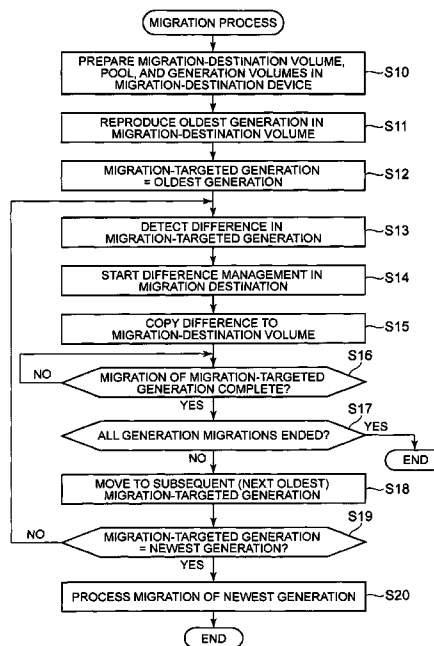 MIGRATION PROCESS
PREPARE MIGRATION-DESTINATION VOLUME,
POOL, AND GENERATION VOLUMES IN
MIGRATION-DESTINATION DEVICE
S10
REPRODUCE OLDEST GENERATION IN
MIGRATION-DESTINATION VOLUME
S11
MIGRATION-TARGETED GENERATION
= OLDEST GENERATION
S12
DETECT DIFFERENCE IN
MIGRATION-TARGETED GENERATION
S13
START DIFFERENCE MANAGEMENT IN
MIGRATION DESTINATION
S14
COPY DIFFERENCE TO
MIGRATION-DESTINATION VOLUME
S15
S16
NO
MIGRATION OF MIGRATION-TARGETED
GENERATION COMPLETE?
YES
S17
ALL GENERATION MIGRATIONS ENDED?
YES
END
NO
MOVE TO SUBSEQUENT (NEXT OLDEST)
MIGRATION-TARGETED GENERATION
S18
S19
NO
MIGRATION-TARGETED GENERATION
= NEWEST GENERATION?
YES
PROCESS MIGRATION OF NEWEST GENERATION
S20
END